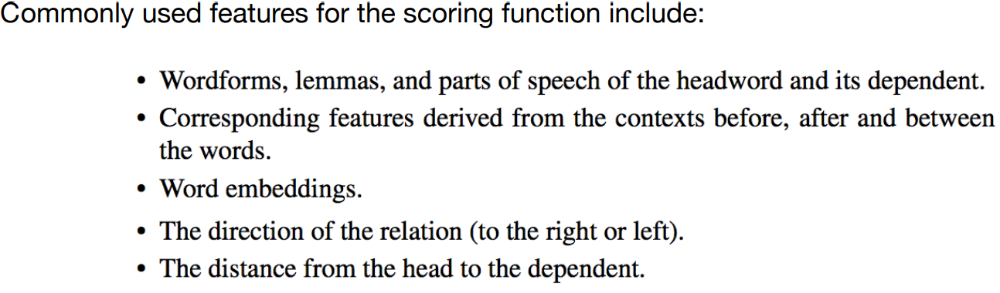 Commonly used features for the scoring function include:
• Wordforms, lemmas, and parts of speech of the headword and its dependent.
• Corresponding features derived from the contexts before, after and between
the words.
• Word embeddings.
• The direction of the relation (to the right or left).
• The distance from the head to the dependent.